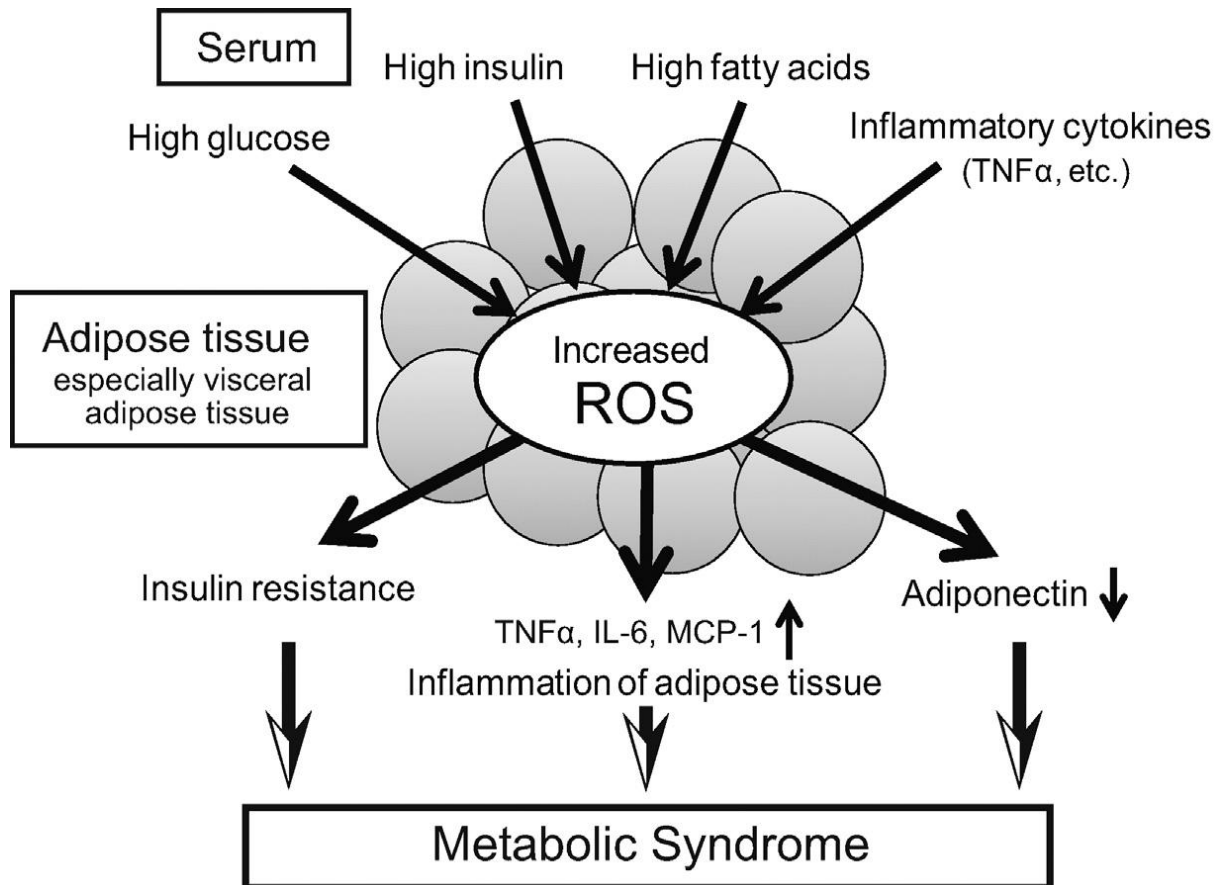 Serum
High insulin
High fatty acids
High glucose
Inflammatory cytokines
(TNFα, etc.)
Adipose tissue
especially visceral
adipose tissue
Increased
ROS
Insulin resistance
TNFα, IL-6, MCP-1
Inflammation of adipose tissue
Adiponectin
Metabolic Syndrome